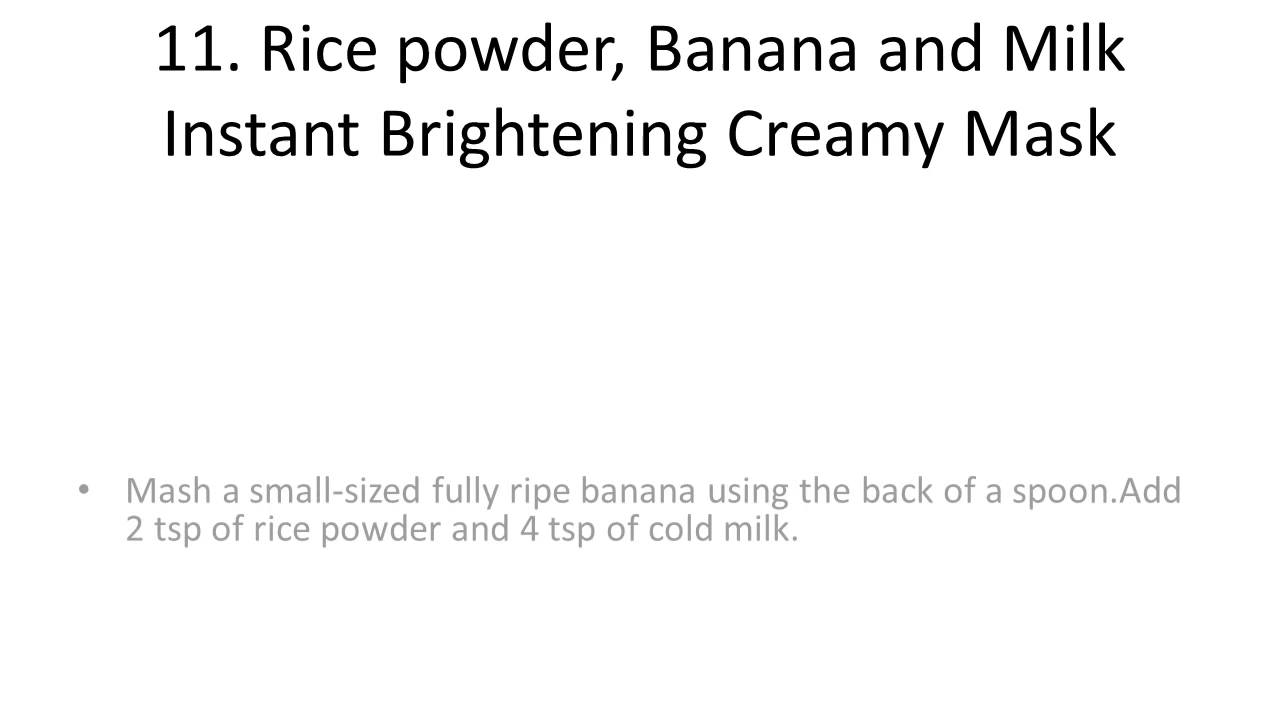 11. Rice powder, Banana and Milk
Instant Brightening Creamy Mask
• Mash a small-sized fully ripe banana using the back of a spoon.Add
2 tsp of rice powder and 4 tsp of cold milk.